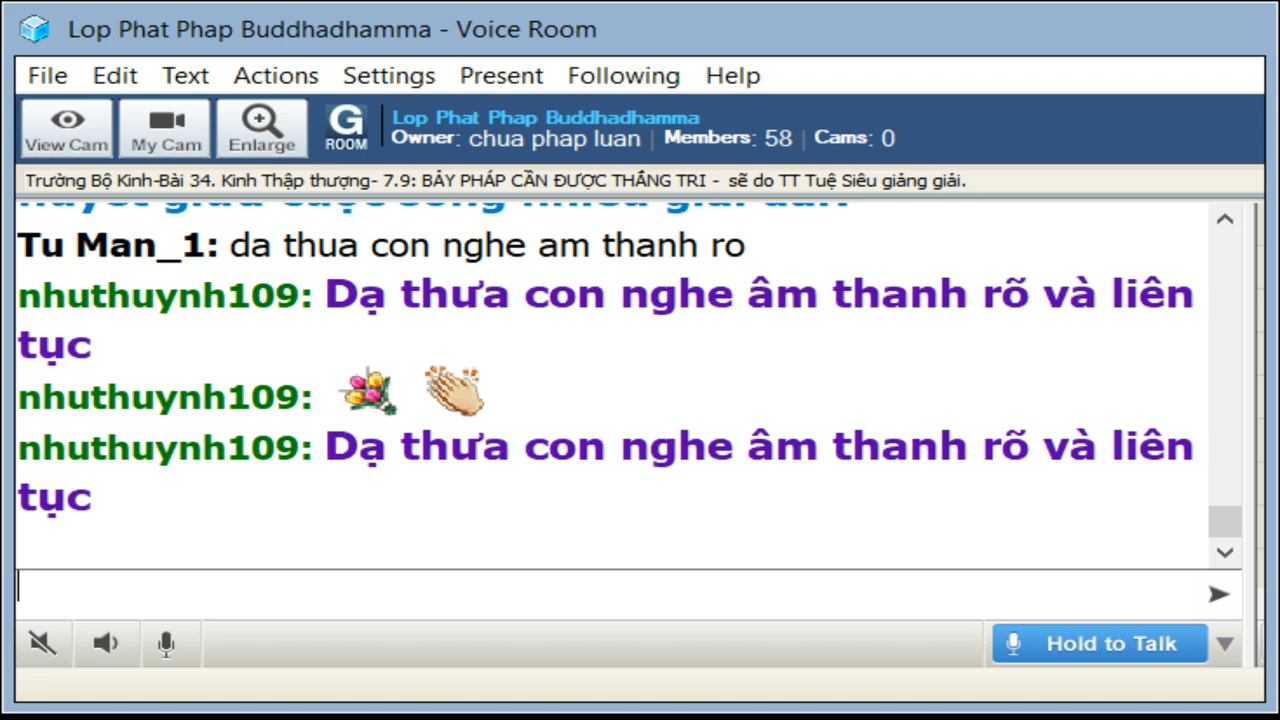 Lop Phat Phap Buddhadhamma - Voice Room
File Edit Text Actions Settings Present Following Help
View Cam My Cam Enlarge G ROOM
Lop Phat Phap Buddhadhamma
Owner: chua phap luan | Members: 58 | Cams: 0
Trường Bộ Kinh-Bài 34. Kinh Thập thượng- 7.9: BẢY PHÁP CẦN ĐƯỢC THẮNG TRI - sẽ do TT Tuệ Siêu giảng giải.
Tu Man_1: da thua con nghe am thanh ro
nhuthuynh109: Dạ thưa con nghe âm thanh rõ và liên
tục
nhuthuynh109:
nhuthuynh109: Dạ thưa con nghe âm thanh rõ và liên
tục
Hold to Talk